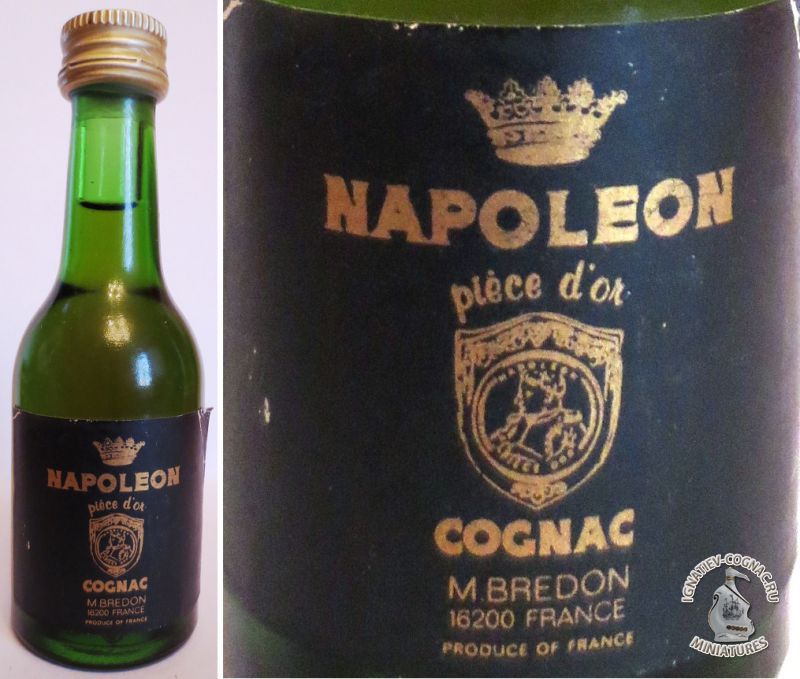 NAPOLEON
pièce d'or
COGNAC
M.BREDON
16200 FRANCE
PRODUCE OF FRANCE
NAPOLEON
pièce d'or
NAPOLEON
COGNAC
M.BREDON
16200 FRANCE
PRODUCE OF FRANCE
IGNATIEV-COGNAC.RU
MINIATURES